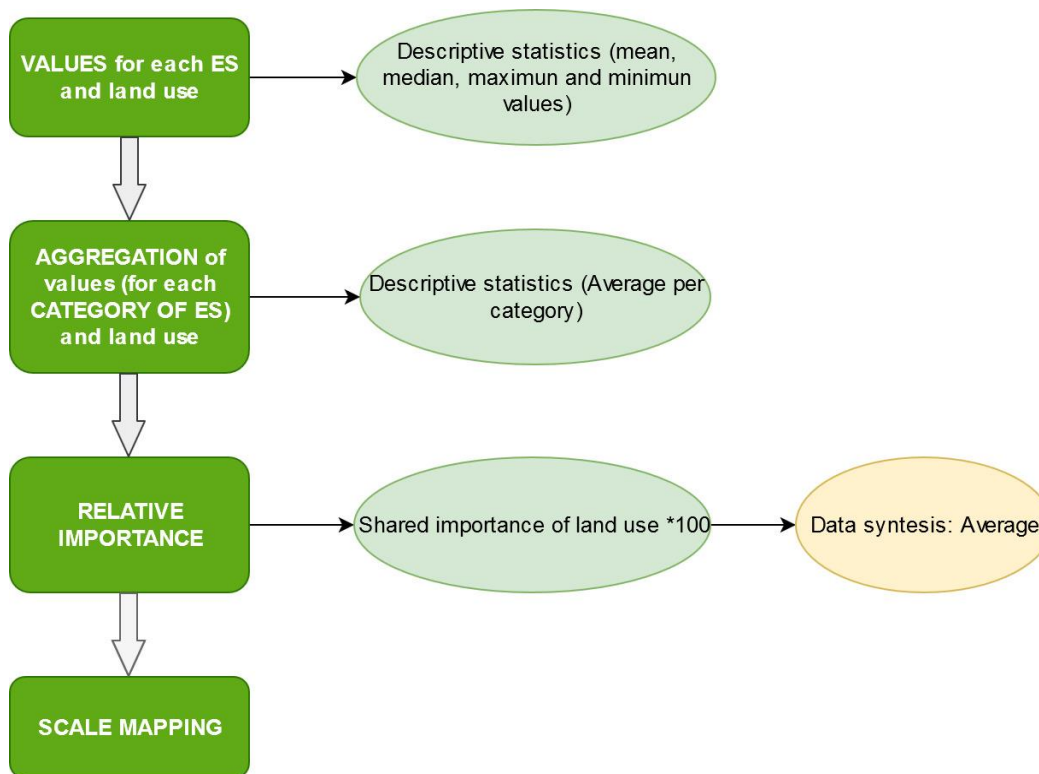 VALUES for each ES
and land use
Descriptive statistics (mean,
median, maximun and minimun
values)
AGGREGATION of
values (for each
CATEGORY OF ES)
and land use
Descriptive statistics (Average per
category)
RELATIVE
IMPORTANCE
Shared importance of land use *100
Data syntesis: Average
SCALE MAPPING